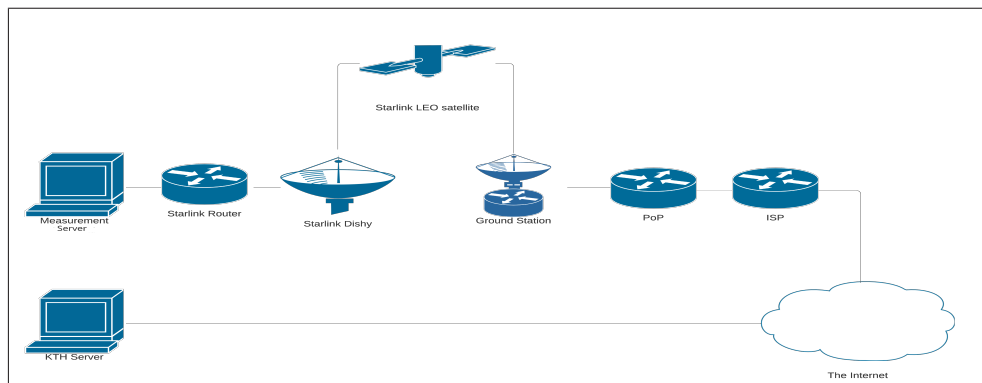 Starlink LEO satellite
Measurement
Server
Starlink Router
Starlink Dishy
Ground Station
PoP
ISP
KTH Server
The Internet